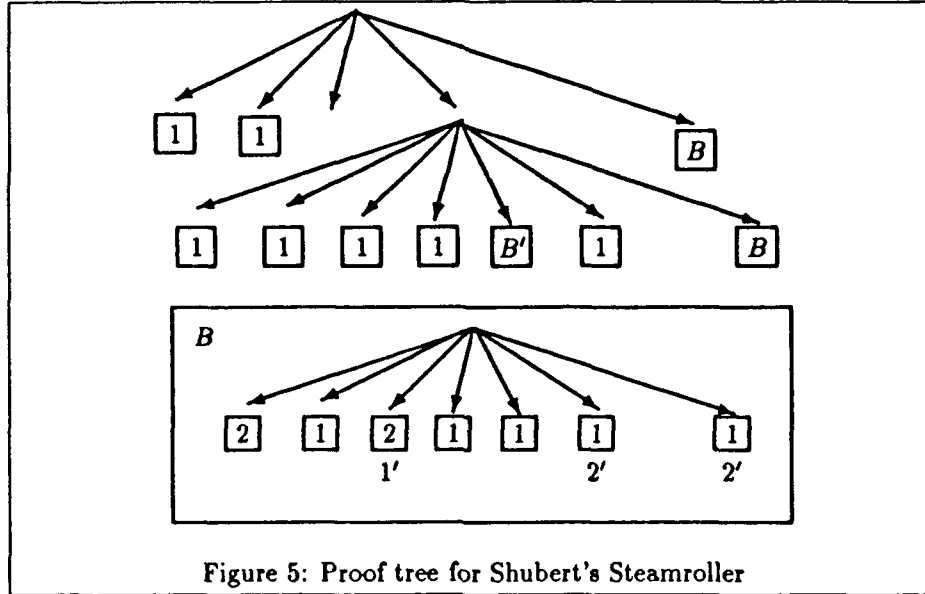 1 1 B
1 1 1 1 B′ 1 B
B
2 1 2 1 1 1 1
1′ 2′ 2′
Figure 5: Proof tree for Shubert's Steamroller